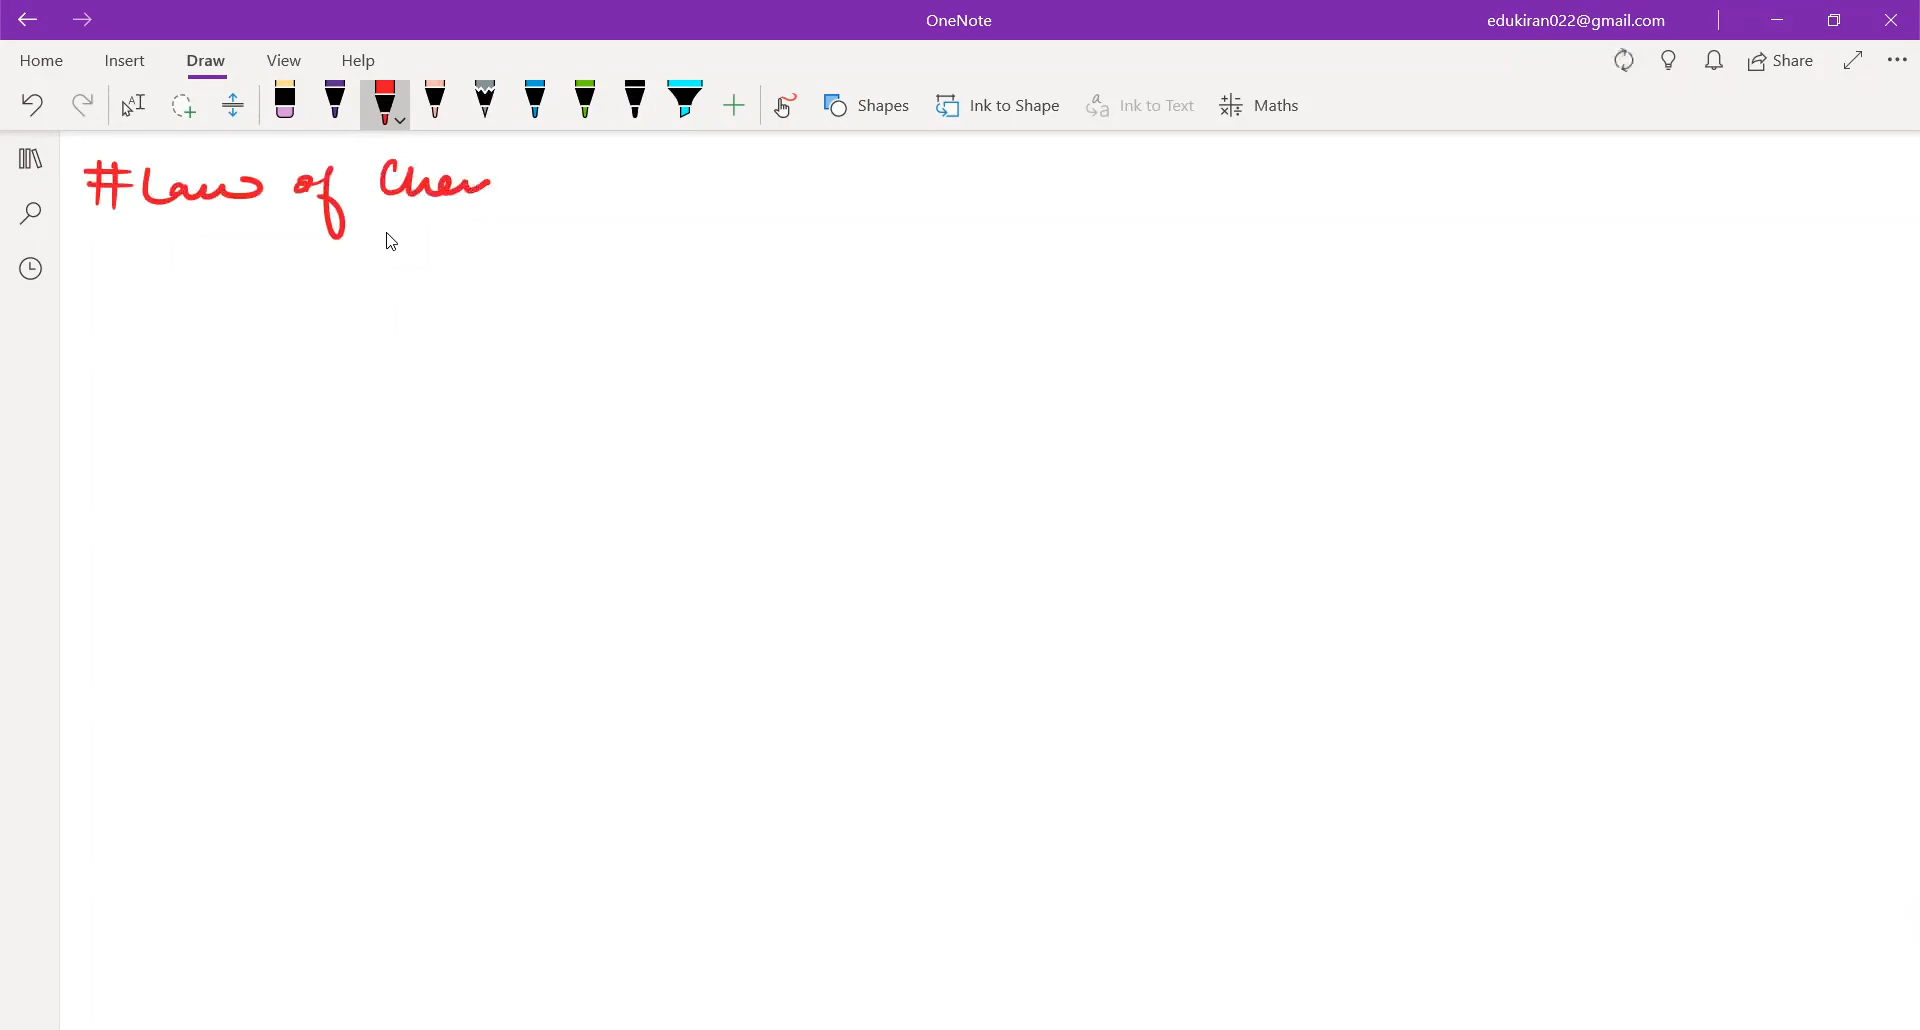 OneNote
edukiran022@gmail.com
Home Insert Draw View Help
Share
Shapes Ink to Shape Ink to Text Maths
#Laws of Chem